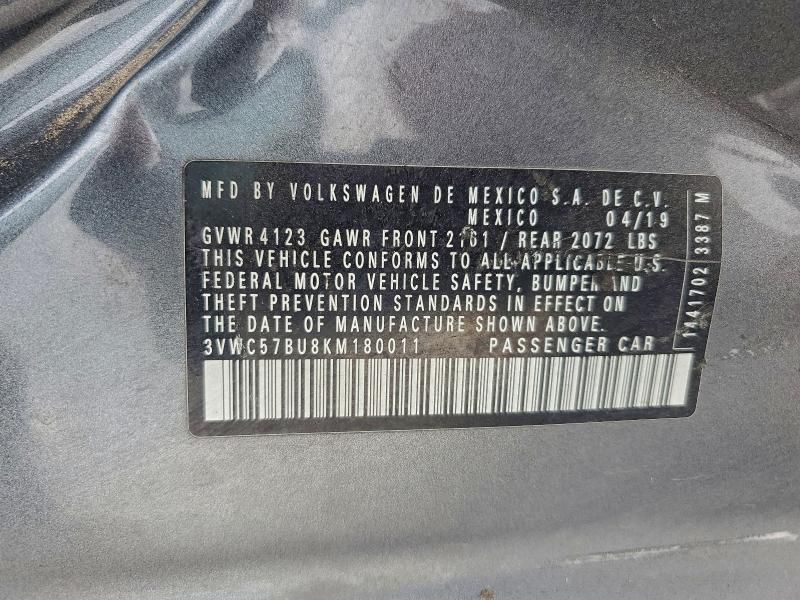 MFD BY VOLKSWAGEN DE MEXICO S.A. DE C.V.
MEXICO 04/19
GVWR 4123 GAWR FRONT 2161 / REAR 2072 LBS
THIS VEHICLE CONFORMS TO ALL APPLICABLE U.S.
FEDERAL MOTOR VEHICLE SAFETY, BUMPER AND
THEFT PREVENTION STANDARDS IN EFFECT ON
THE DATE OF MANUFACTURE SHOWN ABOVE.
3VWC57BU8KM180011 PASSENGER CAR
3387 M